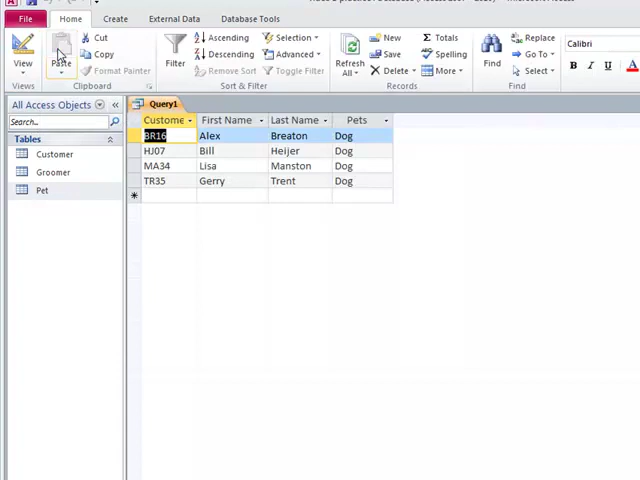 File Home Create External Data Database Tools
View
Paste
Cut
Copy
Format Painter
Filter
Ascending
Descending
Remove Sort
Selection
Advanced
Toggle Filter
Refresh
All
New
Save
Delete
Totals
Spelling
More
Find
Replace
Go To
Select
Calibri
B I U A
Views Clipboard Sort & Filter Records Find
All Access Objects «
Search...
Tables
Customer
Groomer
Pet
Query1
Custome First Name Last Name Pets
BR16 Alex Breaton Dog
HJ07 Bill Heijer Dog
MA34 Lisa Manston Dog
TR35 Gerry Trent Dog